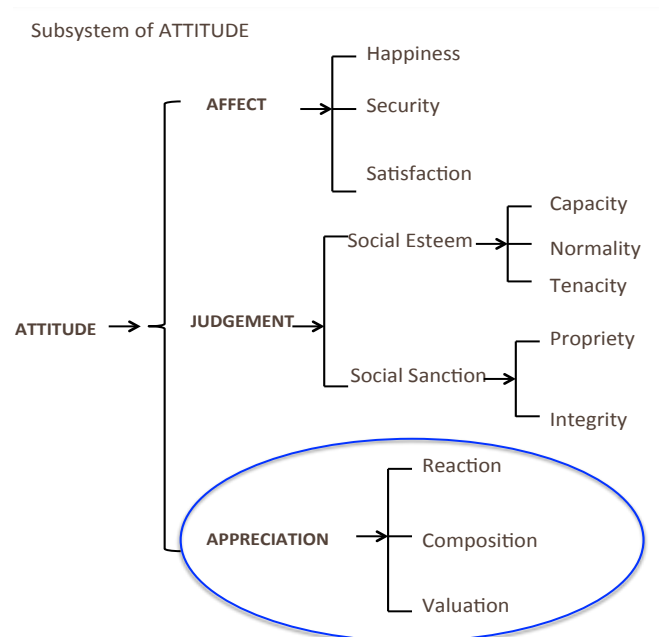 Subsystem of ATTITUDE
Happiness
AFFECT
Security
Satisfaction
Capacity
Social Esteem
Normality
Tenacity
ATTITUDE
JUDGEMENT
Propriety
Social Sanction
Integrity
Reaction
APPRECIATION
Composition
Valuation